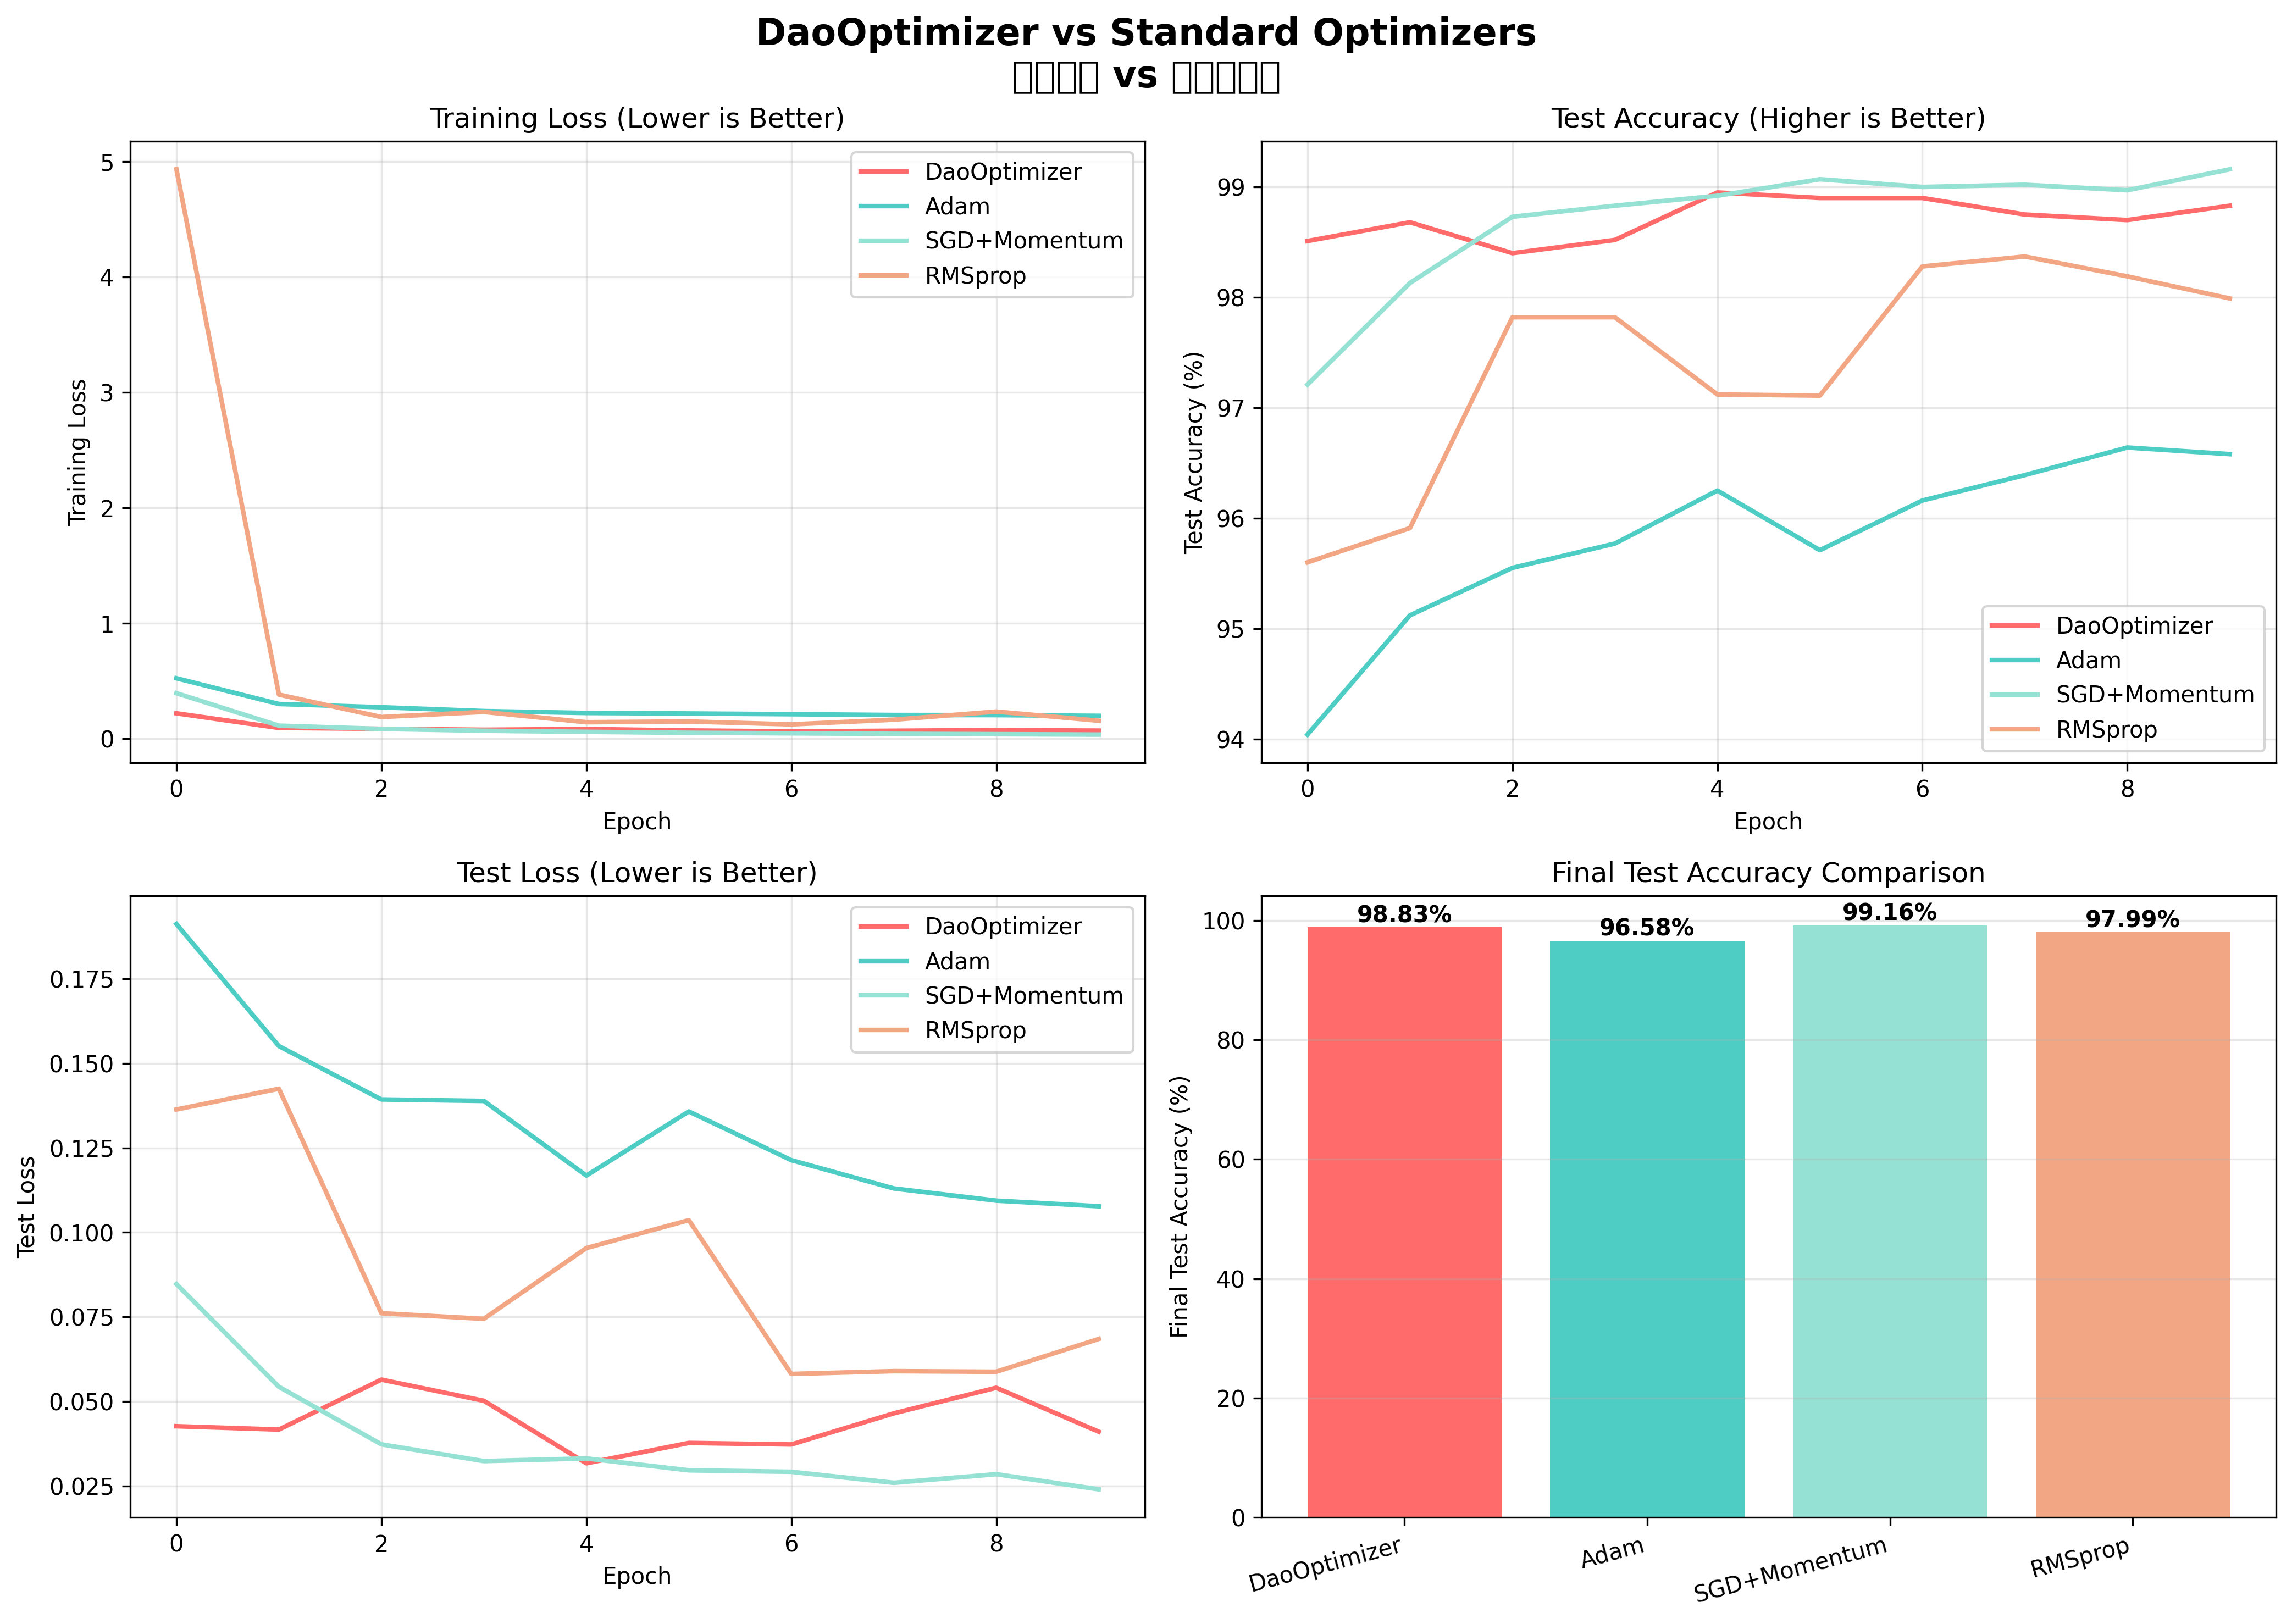 DaoOptimizer vs Standard Optimizers
vs
Training Loss (Lower is Better)
5
4
3
2
1
0
Training Loss
0 2 4 6 8
Epoch
DaoOptimizer
Adam
SGD+Momentum
RMSprop
Test Accuracy (Higher is Better)
99
98
97
96
95
94
Test Accuracy (%)
0 2 4 6 8
Epoch
DaoOptimizer
Adam
SGD+Momentum
RMSprop
Test Loss (Lower is Better)
0.175
0.150
0.125
0.100
0.075
0.050
0.025
Test Loss
0 2 4 6 8
Epoch
DaoOptimizer
Adam
SGD+Momentum
RMSprop
Final Test Accuracy Comparison
100
80
60
40
20
0
Final Test Accuracy (%)
98.83% 96.58% 99.16% 97.99%
DaoOptimizer Adam SGD+Momentum RMSprop